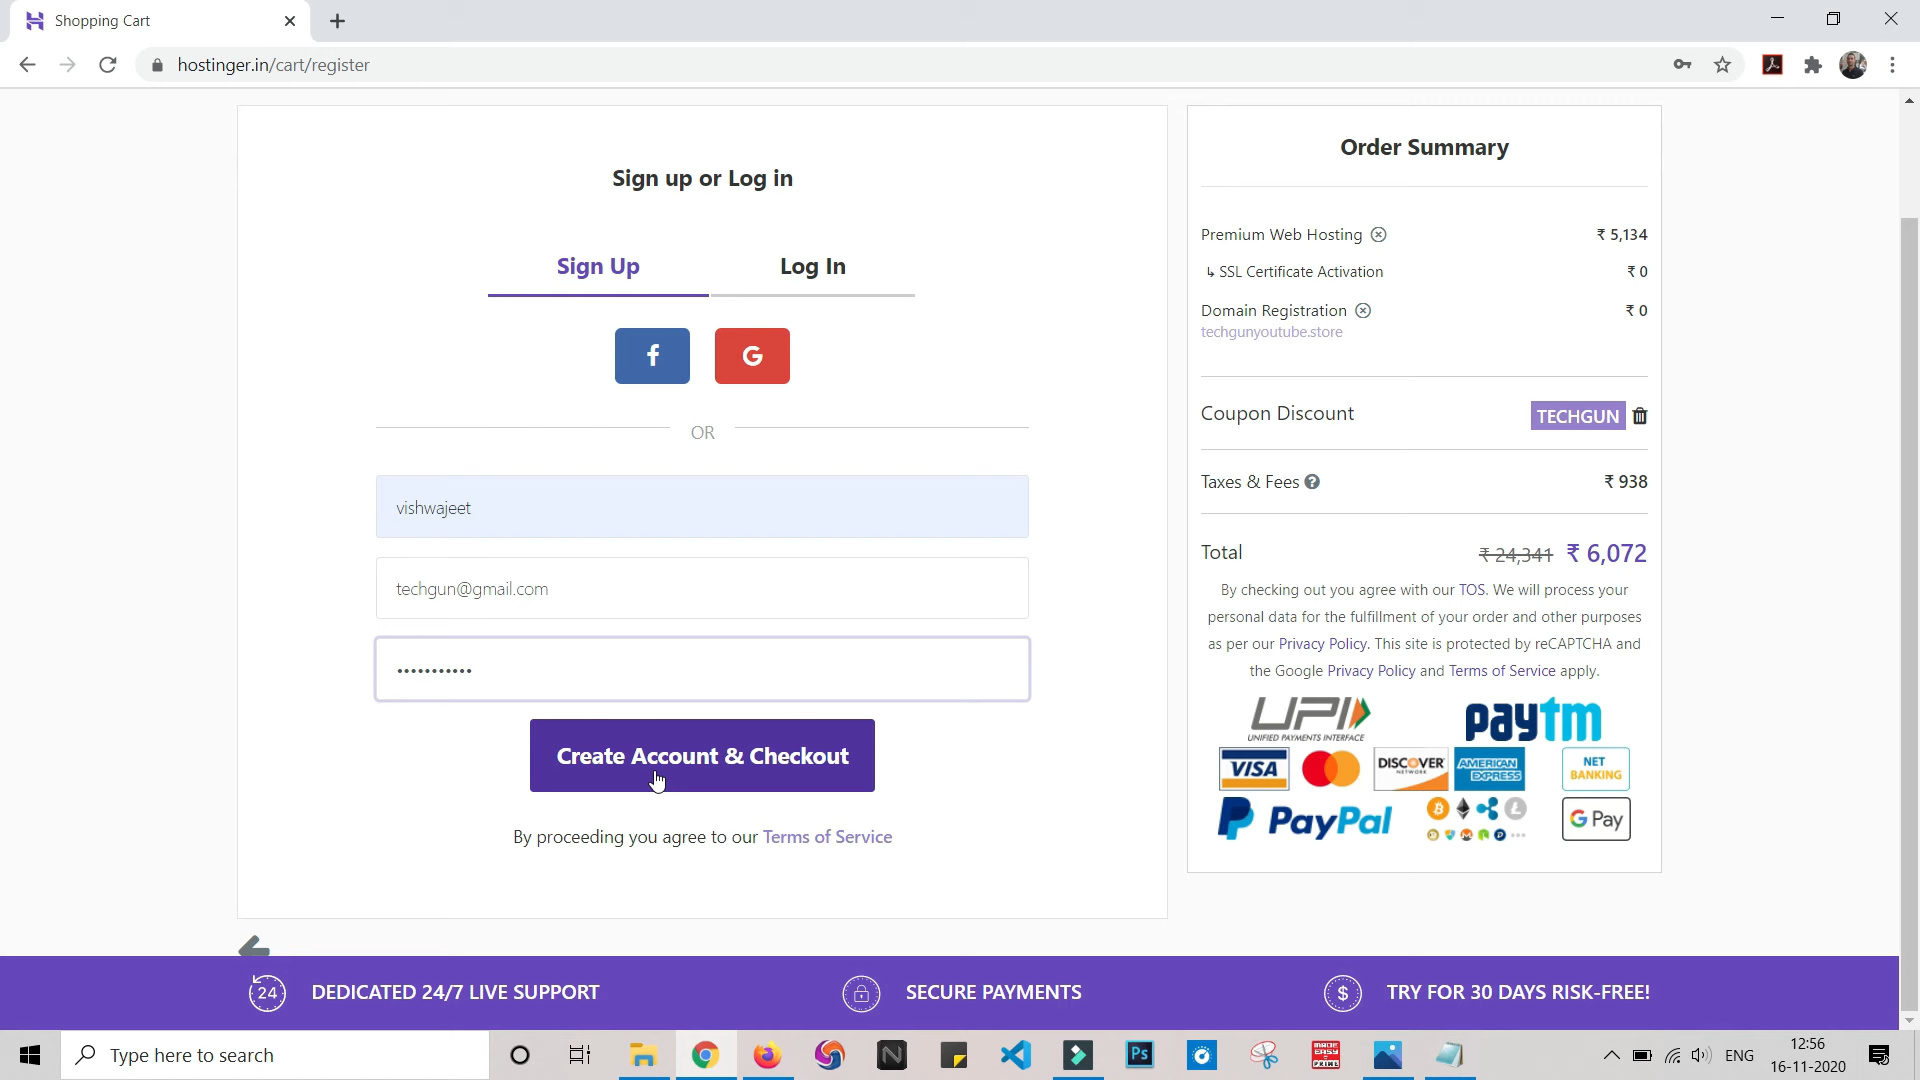 Shopping Cart
hostinger.in/cart/register
Sign up or Log in
Sign Up
Log In
f
G
OR
vishwajeet
techgun@gmail.com
•••••••••••
Create Account & Checkout
By proceeding you agree to our Terms of Service
Order Summary
Premium Web Hosting ₹ 5,134
↳ SSL Certificate Activation ₹ 0
Domain Registration ₹ 0
techgunyoutube.store
Coupon Discount TECHGUN
Taxes & Fees ? ₹ 938
Total ₹ 24,341 ₹ 6,072
By checking out you agree with our TOS. We will process your
personal data for the fulfillment of your order and other purposes
as per our Privacy Policy. This site is protected by reCAPTCHA and
the Google Privacy Policy and Terms of Service apply.
UPI
UNIFIED PAYMENTS INTERFACE
paytm
VISA
DISCOVER
NETWORK
AMERICAN
EXPRESS
NET
BANKING
PayPal
G Pay
24 DEDICATED 24/7 LIVE SUPPORT
SECURE PAYMENTS
$ TRY FOR 30 DAYS RISK-FREE!
Type here to search
N
Ps
MADE
EASY
PRIME
ENG
12:56
16-11-2020